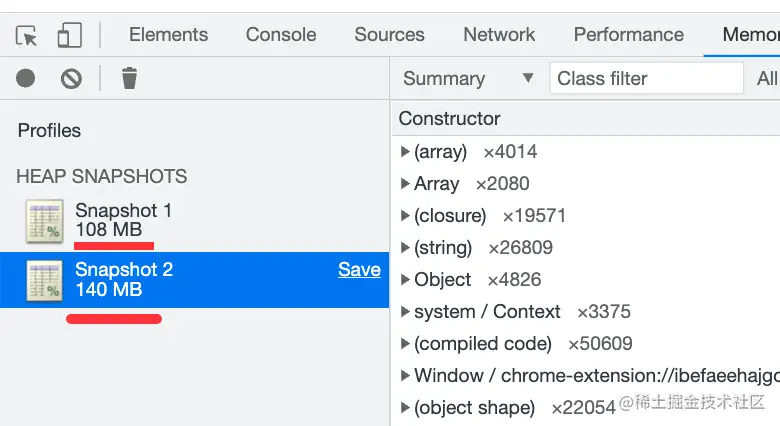 Elements Console Sources Network Performance Memor
Summary ▼ Class filter All
Profiles
HEAP SNAPSHOTS
Snapshot 1
108 MB
Snapshot 2 Save
140 MB
Constructor
(array) ×4014
Array ×2080
(closure) ×19571
(string) ×26809
Object ×4826
system / Context ×3375
(compiled code) ×50609
Window / chrome-extension://ibefaeehajgc
(object shape) ×22054
@稀土掘金技术社区